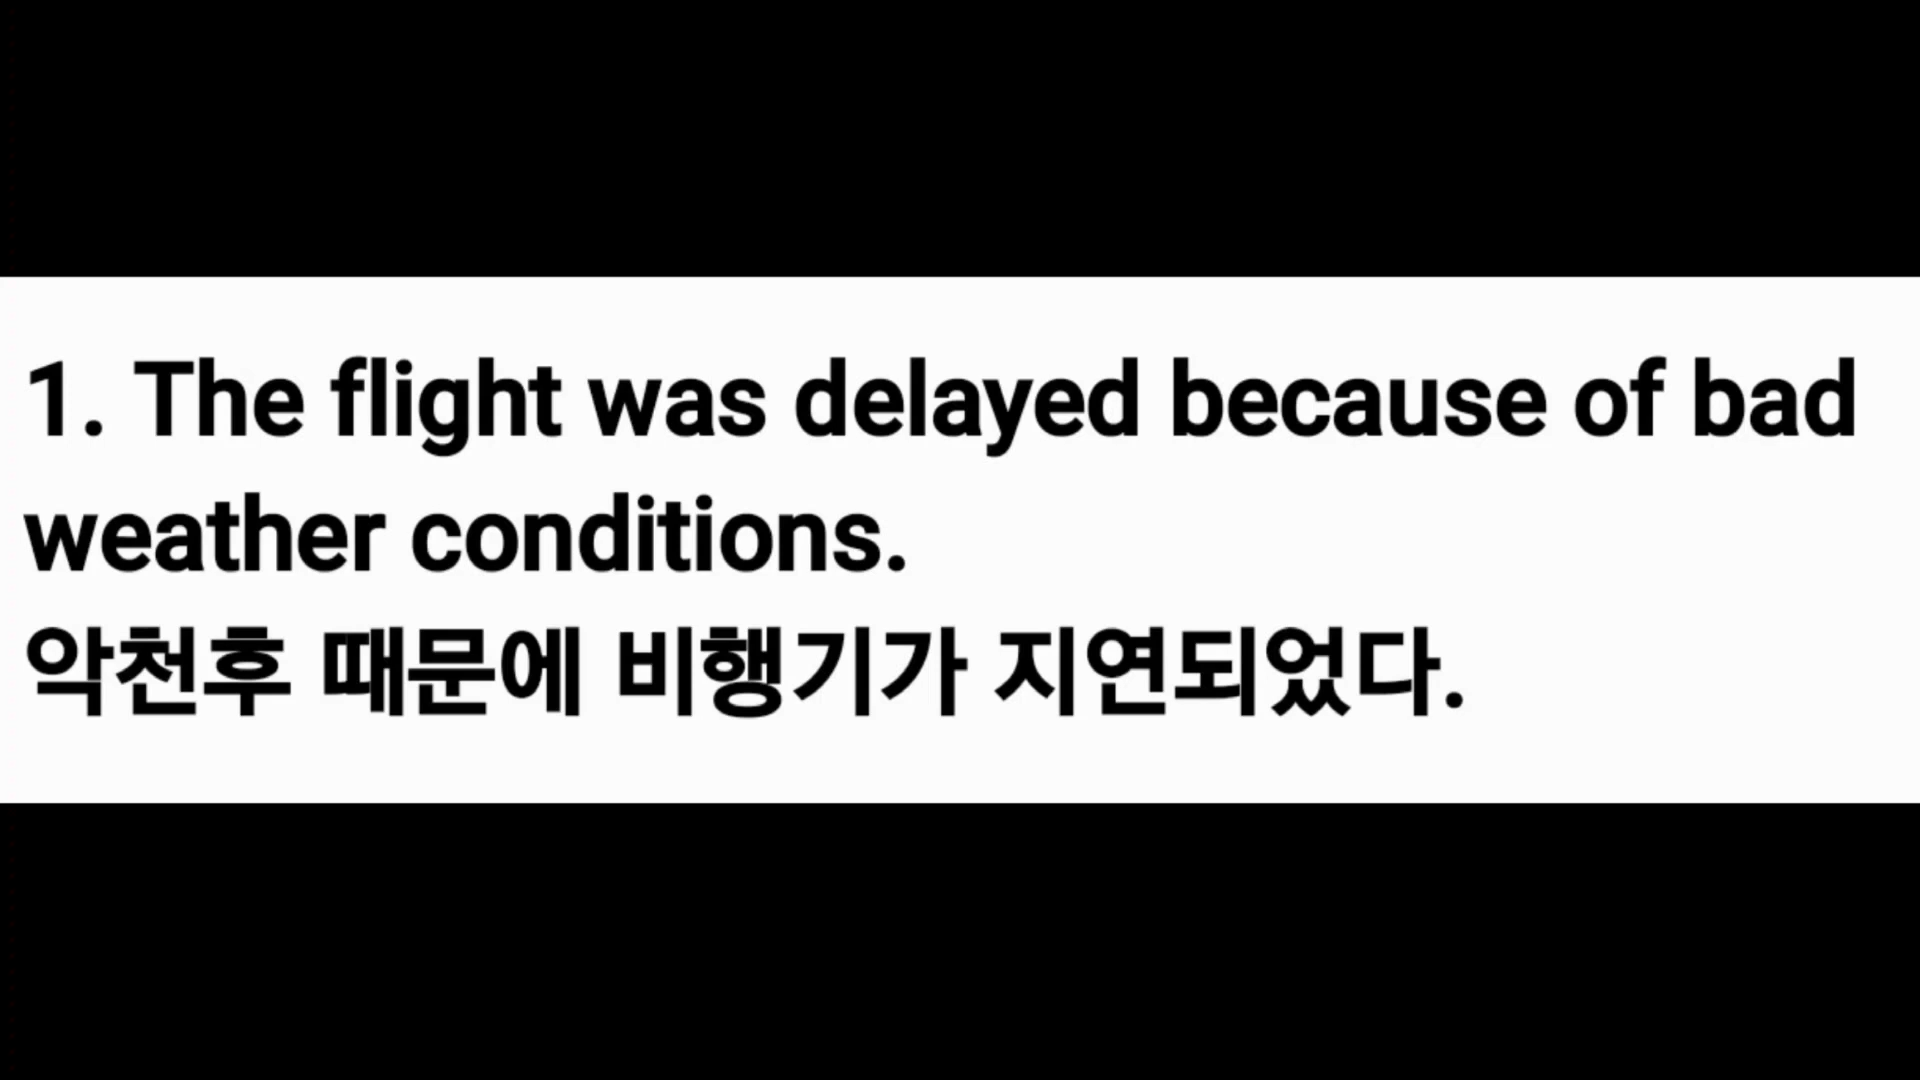 1. The flight was delayed because of bad
weather conditions.
악천후 때문에 비행기가 지연되었다.